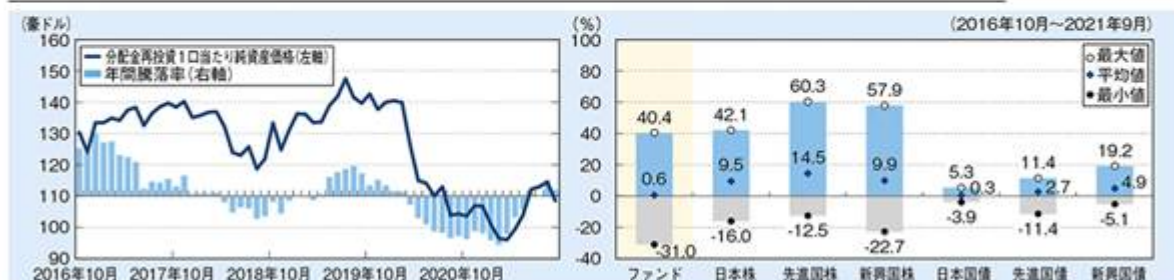 (豪ドル)
160
150
140
130
120
110
100
90
分配金再投資1口当たり純資産価格(左軸)
年間騰落率(右軸)
2016年10月 2017年10月 2018年10月 2019年10月 2020年10月
(%)
(2016年10月~2021年9月)
100
80
60
40
20
0
-20
-40
最大値
平均値
最小値
40.4 42.1 60.3 57.9 5.3 11.4 19.2
0.6 9.5 14.5 9.9 0.3 2.7 4.9
-31.0 -16.0 -12.5 -22.7 -3.9 -11.4 -5.1
ファンド 日本株 先進国株 新興国株 日本国債 先進国債 新興国債